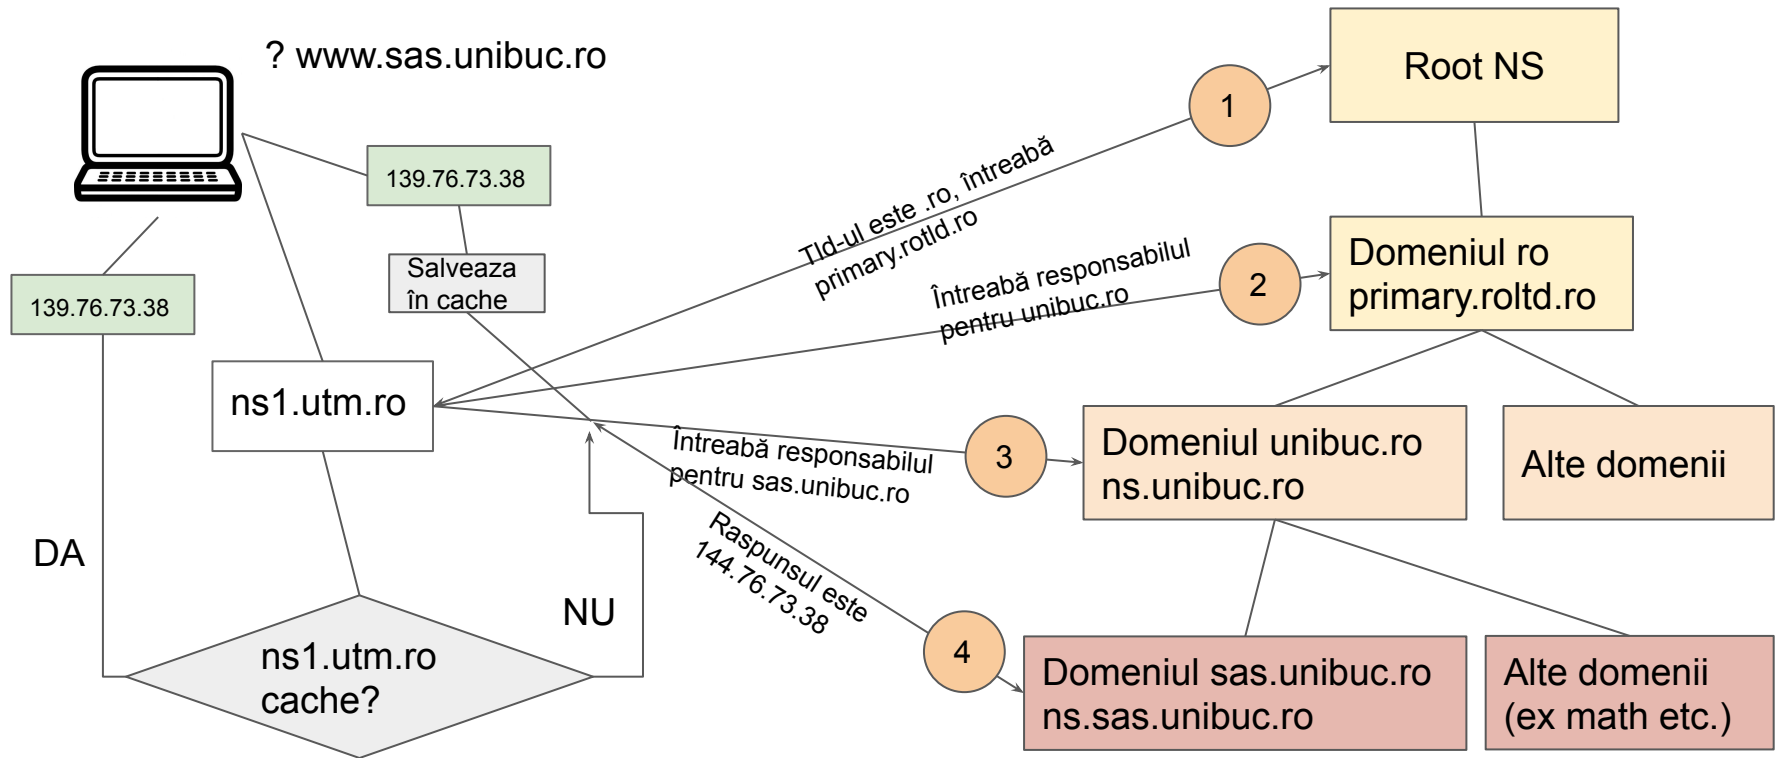 ? www.sas.unibuc.ro
139.76.73.38
Salveaza
în cache
139.76.73.38
ns1.utm.ro
DA
NU
ns1.utm.ro
cache?
1
Tld-ul este .ro, întreabă
primary.rotld.ro
2
Întreabă responsabilul
pentru unibuc.ro
3
Întreabă responsabilul
pentru sas.unibuc.ro
4
Raspunsul este
144.76.73.38
Root NS
Domeniul ro
primary.roltd.ro
Domeniul unibuc.ro
ns.unibuc.ro
Alte domenii
Domeniul sas.unibuc.ro
ns.sas.unibuc.ro
Alte domenii
(ex math etc.)